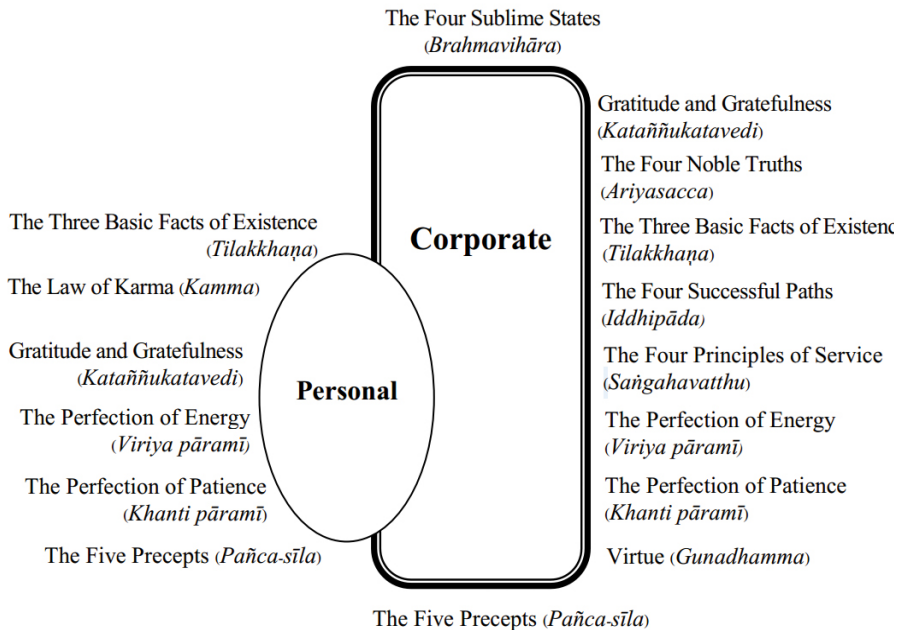 The Four Sublime States
(Brahmavihāra)
Gratitude and Gratefulness
(Kataññukatavedi)
The Four Noble Truths
(Ariyasacca)
The Three Basic Facts of Existenc
(Tilakkhaṇa)
The Four Successful Paths
(Iddhipāda)
The Four Principles of Service
(Saṅgahavatthu)
The Perfection of Energy
(Viriya pāramī)
The Perfection of Patience
(Khanti pāramī)
Virtue (Gunadhamma)
Corporate
The Three Basic Facts of Existence
(Tilakkhaṇa)
The Law of Karma (Kamma)
Gratitude and Gratefulness
(Kataññukatavedi)
The Perfection of Energy
(Viriya pāramī)
The Perfection of Patience
(Khanti pāramī)
The Five Precepts (Pañca-sīla)
Personal
The Five Precepts (Pañca-sīla)